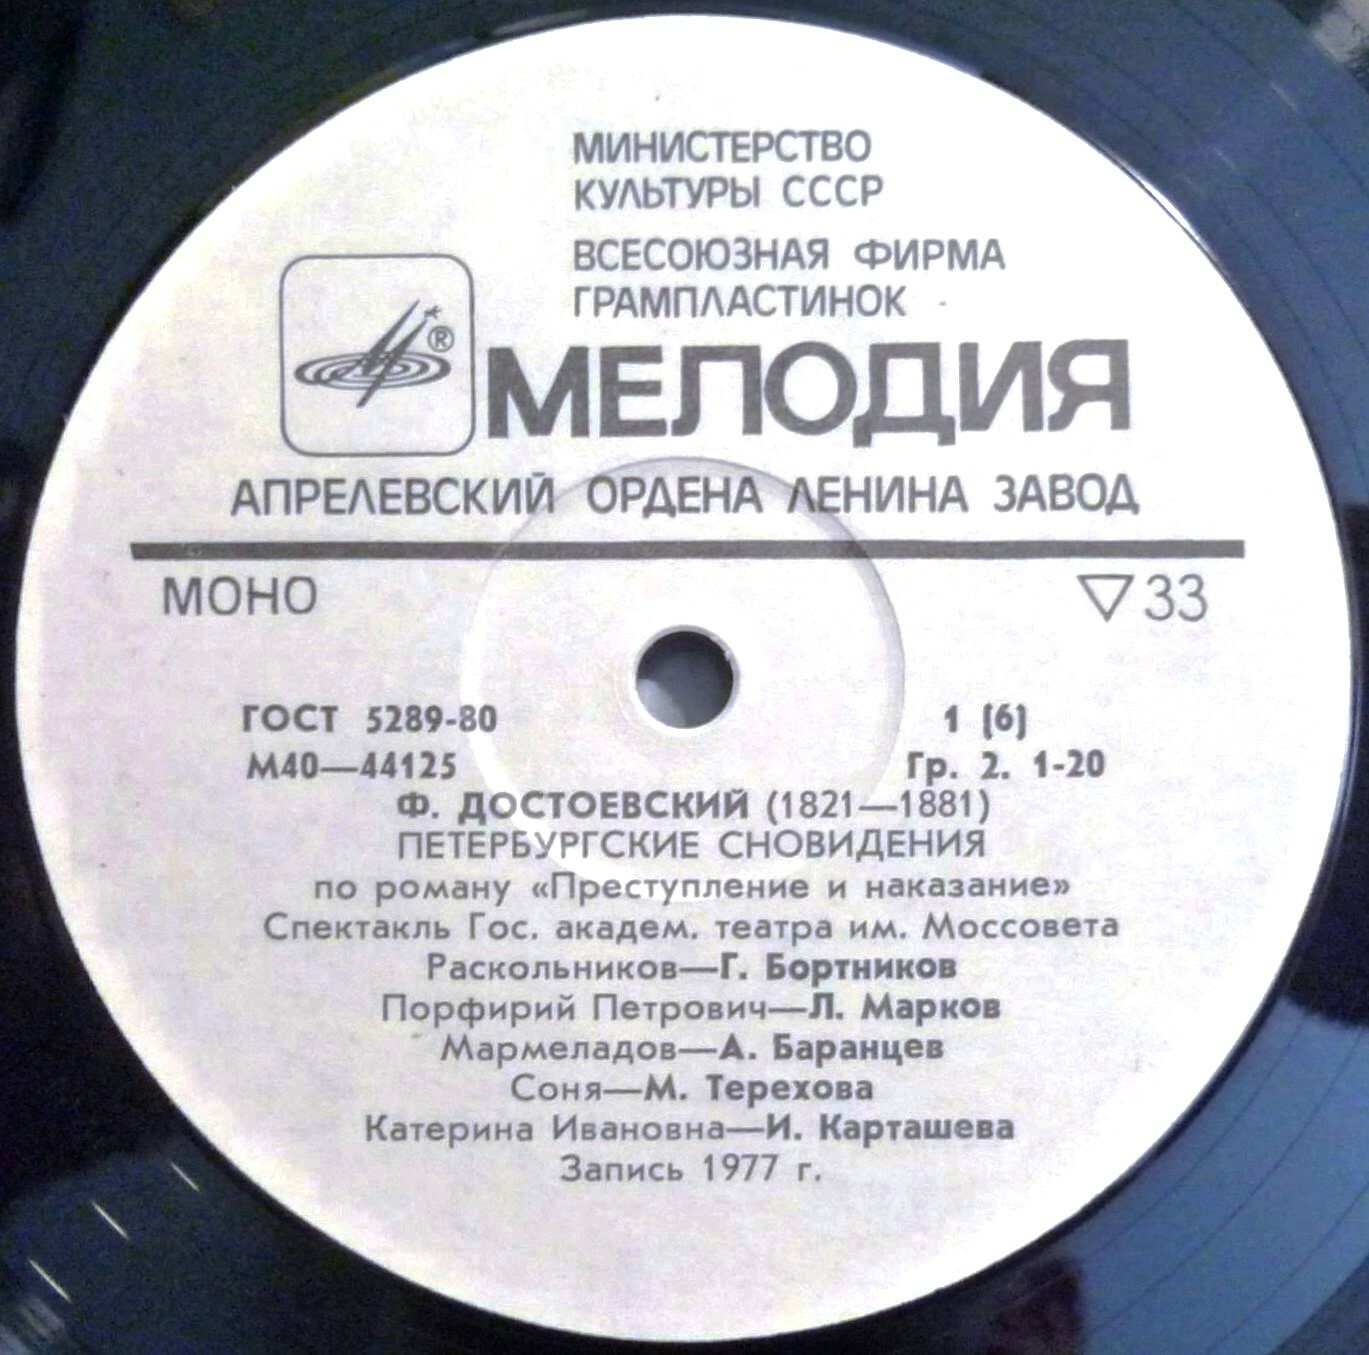 МИНИСТЕРСТВО
КУЛЬТУРЫ СССР
ВСЕСОЮЗНАЯ ФИРМА
ГРАМПЛАСТИНОК
®
МЕЛОДИЯ
АПРЕЛЕВСКИЙ ОРДЕНА ЛЕНИНА ЗАВОД
МОНО ▽33
ГОСТ 5289-80 1 (6)
М40—44125 Гр. 2. 1-20
Ф. ДОСТОЕВСКИЙ (1821—1881)
ПЕТЕРБУРГСКИЕ СНОВИДЕНИЯ
по роману «Преступление и наказание»
Спектакль Гос. академ. театра им. Моссовета
Раскольников—Г. Бортников
Порфирий Петрович—Л. Марков
Мармеладов—А. Баранцев
Соня—М. Терехова
Катерина Ивановна—И. Карташева
Запись 1977 г.